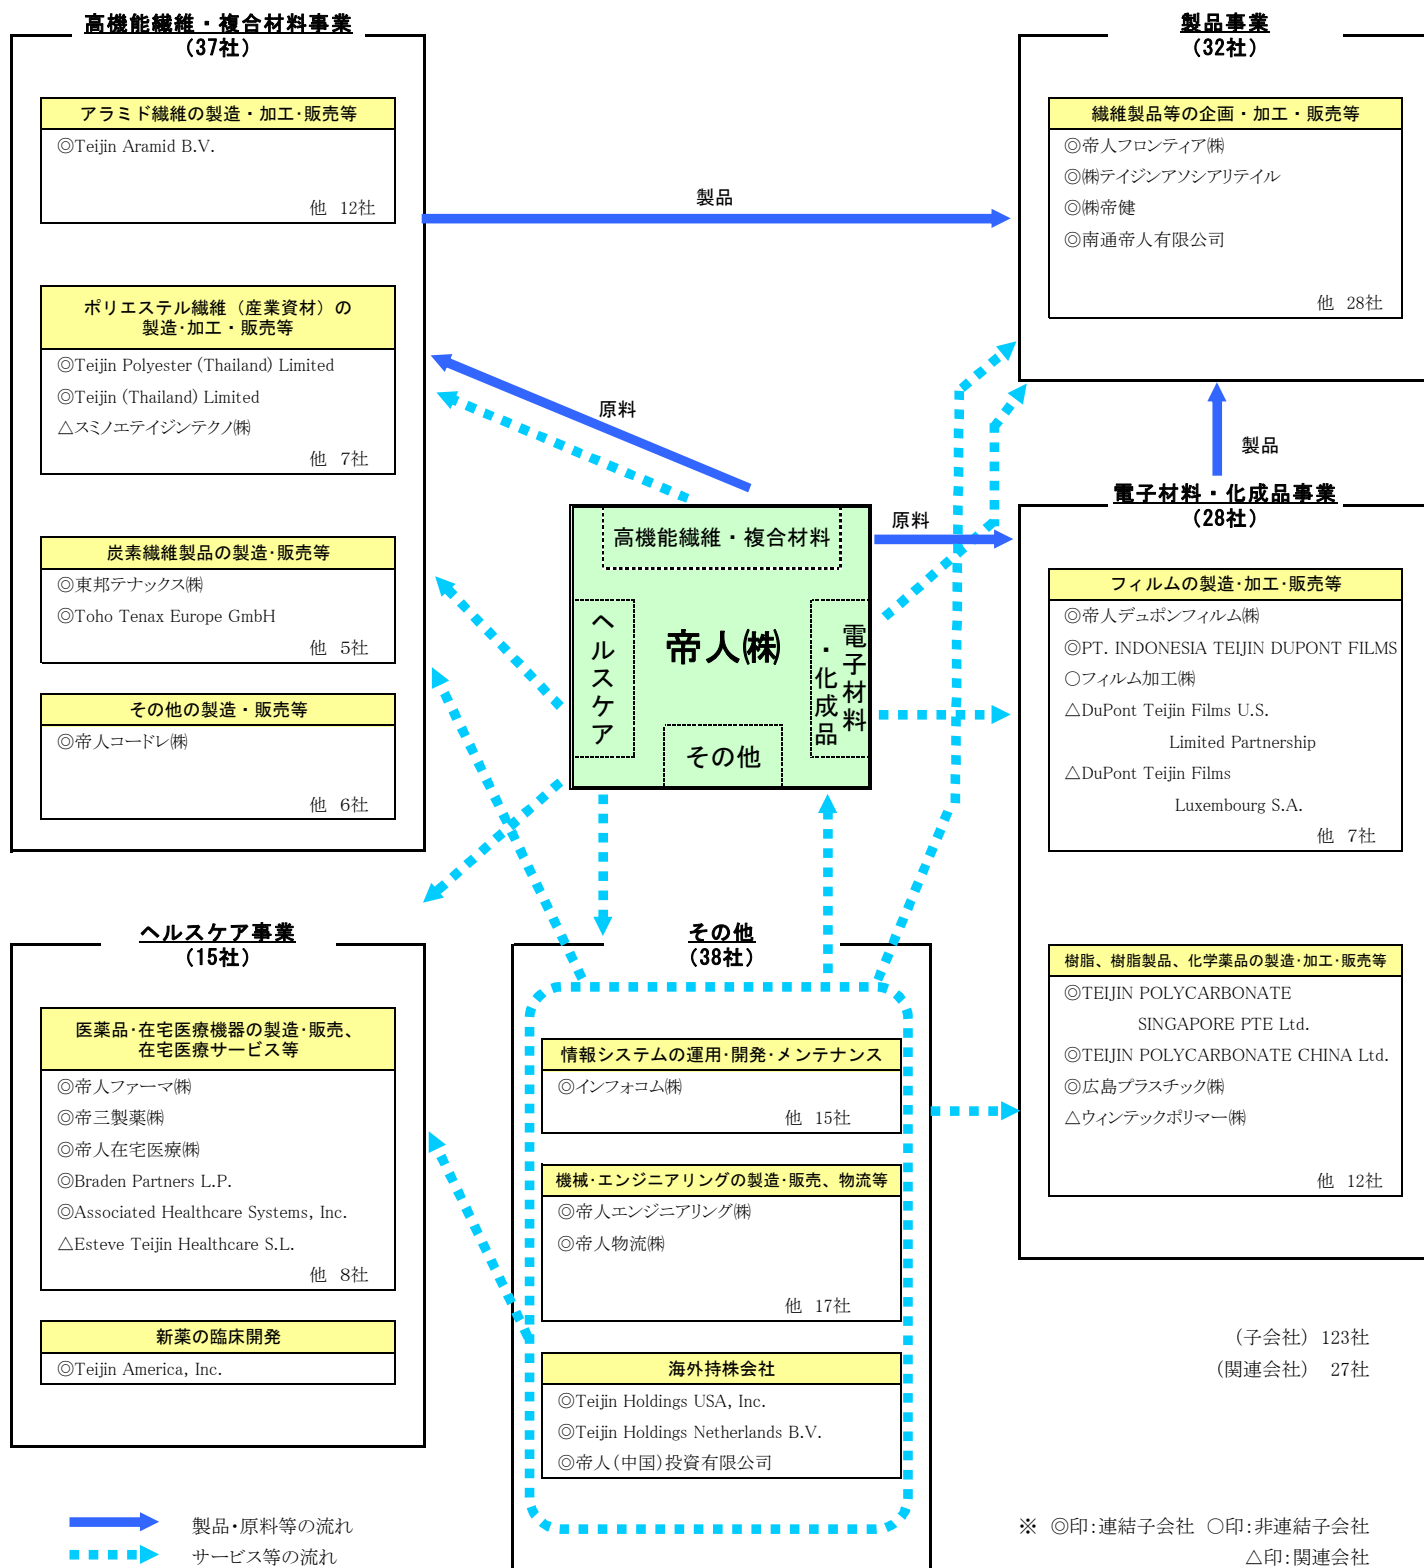 高機能繊維・複合材料事業
(37社)
アラミド繊維の製造・加工・販売等
◎Teijin Aramid B.V.
他 12社
ポリエステル繊維（産業資材）の
製造・加工・販売等
◎Teijin Polyester (Thailand) Limited
◎Teijin (Thailand) Limited
△スミノエテイジンテクノ㈱
他 7社
炭素繊維製品の製造・販売等
◎東邦テナックス㈱
◎Toho Tenax Europe GmbH
他 5社
その他の製造・販売等
◎帝人コードレ㈱
他 6社
製品
原料
製品事業
(32社)
繊維製品等の企画・加工・販売等
◎帝人フロンティア㈱
◎㈱テイジンアソシアリテイル
◎㈱帝健
◎南通帝人有限公司
他 28社
製品
高機能繊維・複合材料
ヘルスケア
帝人㈱
電子材料
・化成品
その他
原料
電子材料・化成品事業
(28社)
フィルムの製造・加工・販売等
◎帝人デュポンフィルム㈱
◎PT. INDONESIA TEIJIN DUPONT FILMS
○フィルム加工㈱
△DuPont Teijin Films U.S.
Limited Partnership
△DuPont Teijin Films
Luxembourg S.A.
他 7社
樹脂、樹脂製品、化学薬品の製造・加工・販売等
◎TEIJIN POLYCARBONATE
SINGAPORE PTE Ltd.
◎TEIJIN POLYCARBONATE CHINA Ltd.
◎広島プラスチック㈱
△ウィンテックポリマー㈱
他 12社
ヘルスケア事業
(15社)
医薬品・在宅医療機器の製造・販売、
在宅医療サービス等
◎帝人ファーマ㈱
◎帝三製薬㈱
◎帝人在宅医療㈱
◎Braden Partners L.P.
◎Associated Healthcare Systems, Inc.
△Esteve Teijin Healthcare S.L.
他 8社
新薬の臨床開発
◎Teijin America, Inc.
その他
(38社)
情報システムの運用・開発・メンテナンス
◎インフォコム㈱
他 15社
機械・エンジニアリングの製造・販売、物流等
◎帝人エンジニアリング㈱
◎帝人物流㈱
他 17社
海外持株会社
◎Teijin Holdings USA, Inc.
◎Teijin Holdings Netherlands B.V.
◎帝人（中国）投資有限公司
（子会社） 123社
（関連会社） 27社
製品・原料等の流れ
サービス等の流れ
※ ◎印：連結子会社 ○印：非連結子会社
△印：関連会社